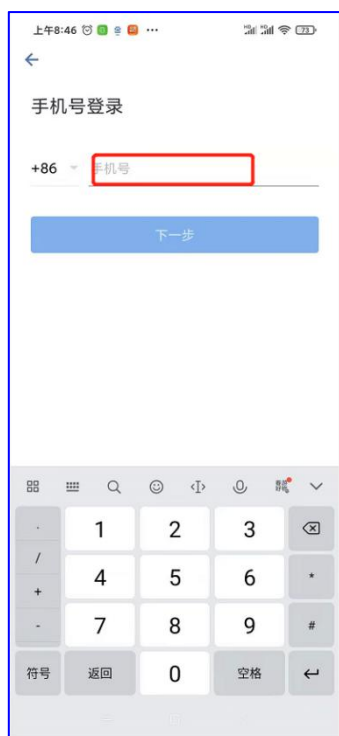 上午8:46
73
手机号登录
+86 手机号
下一步
· 1 2 3
/ 4 5 6 *
+
- 7 8 9 #
符号 返回 0 空格